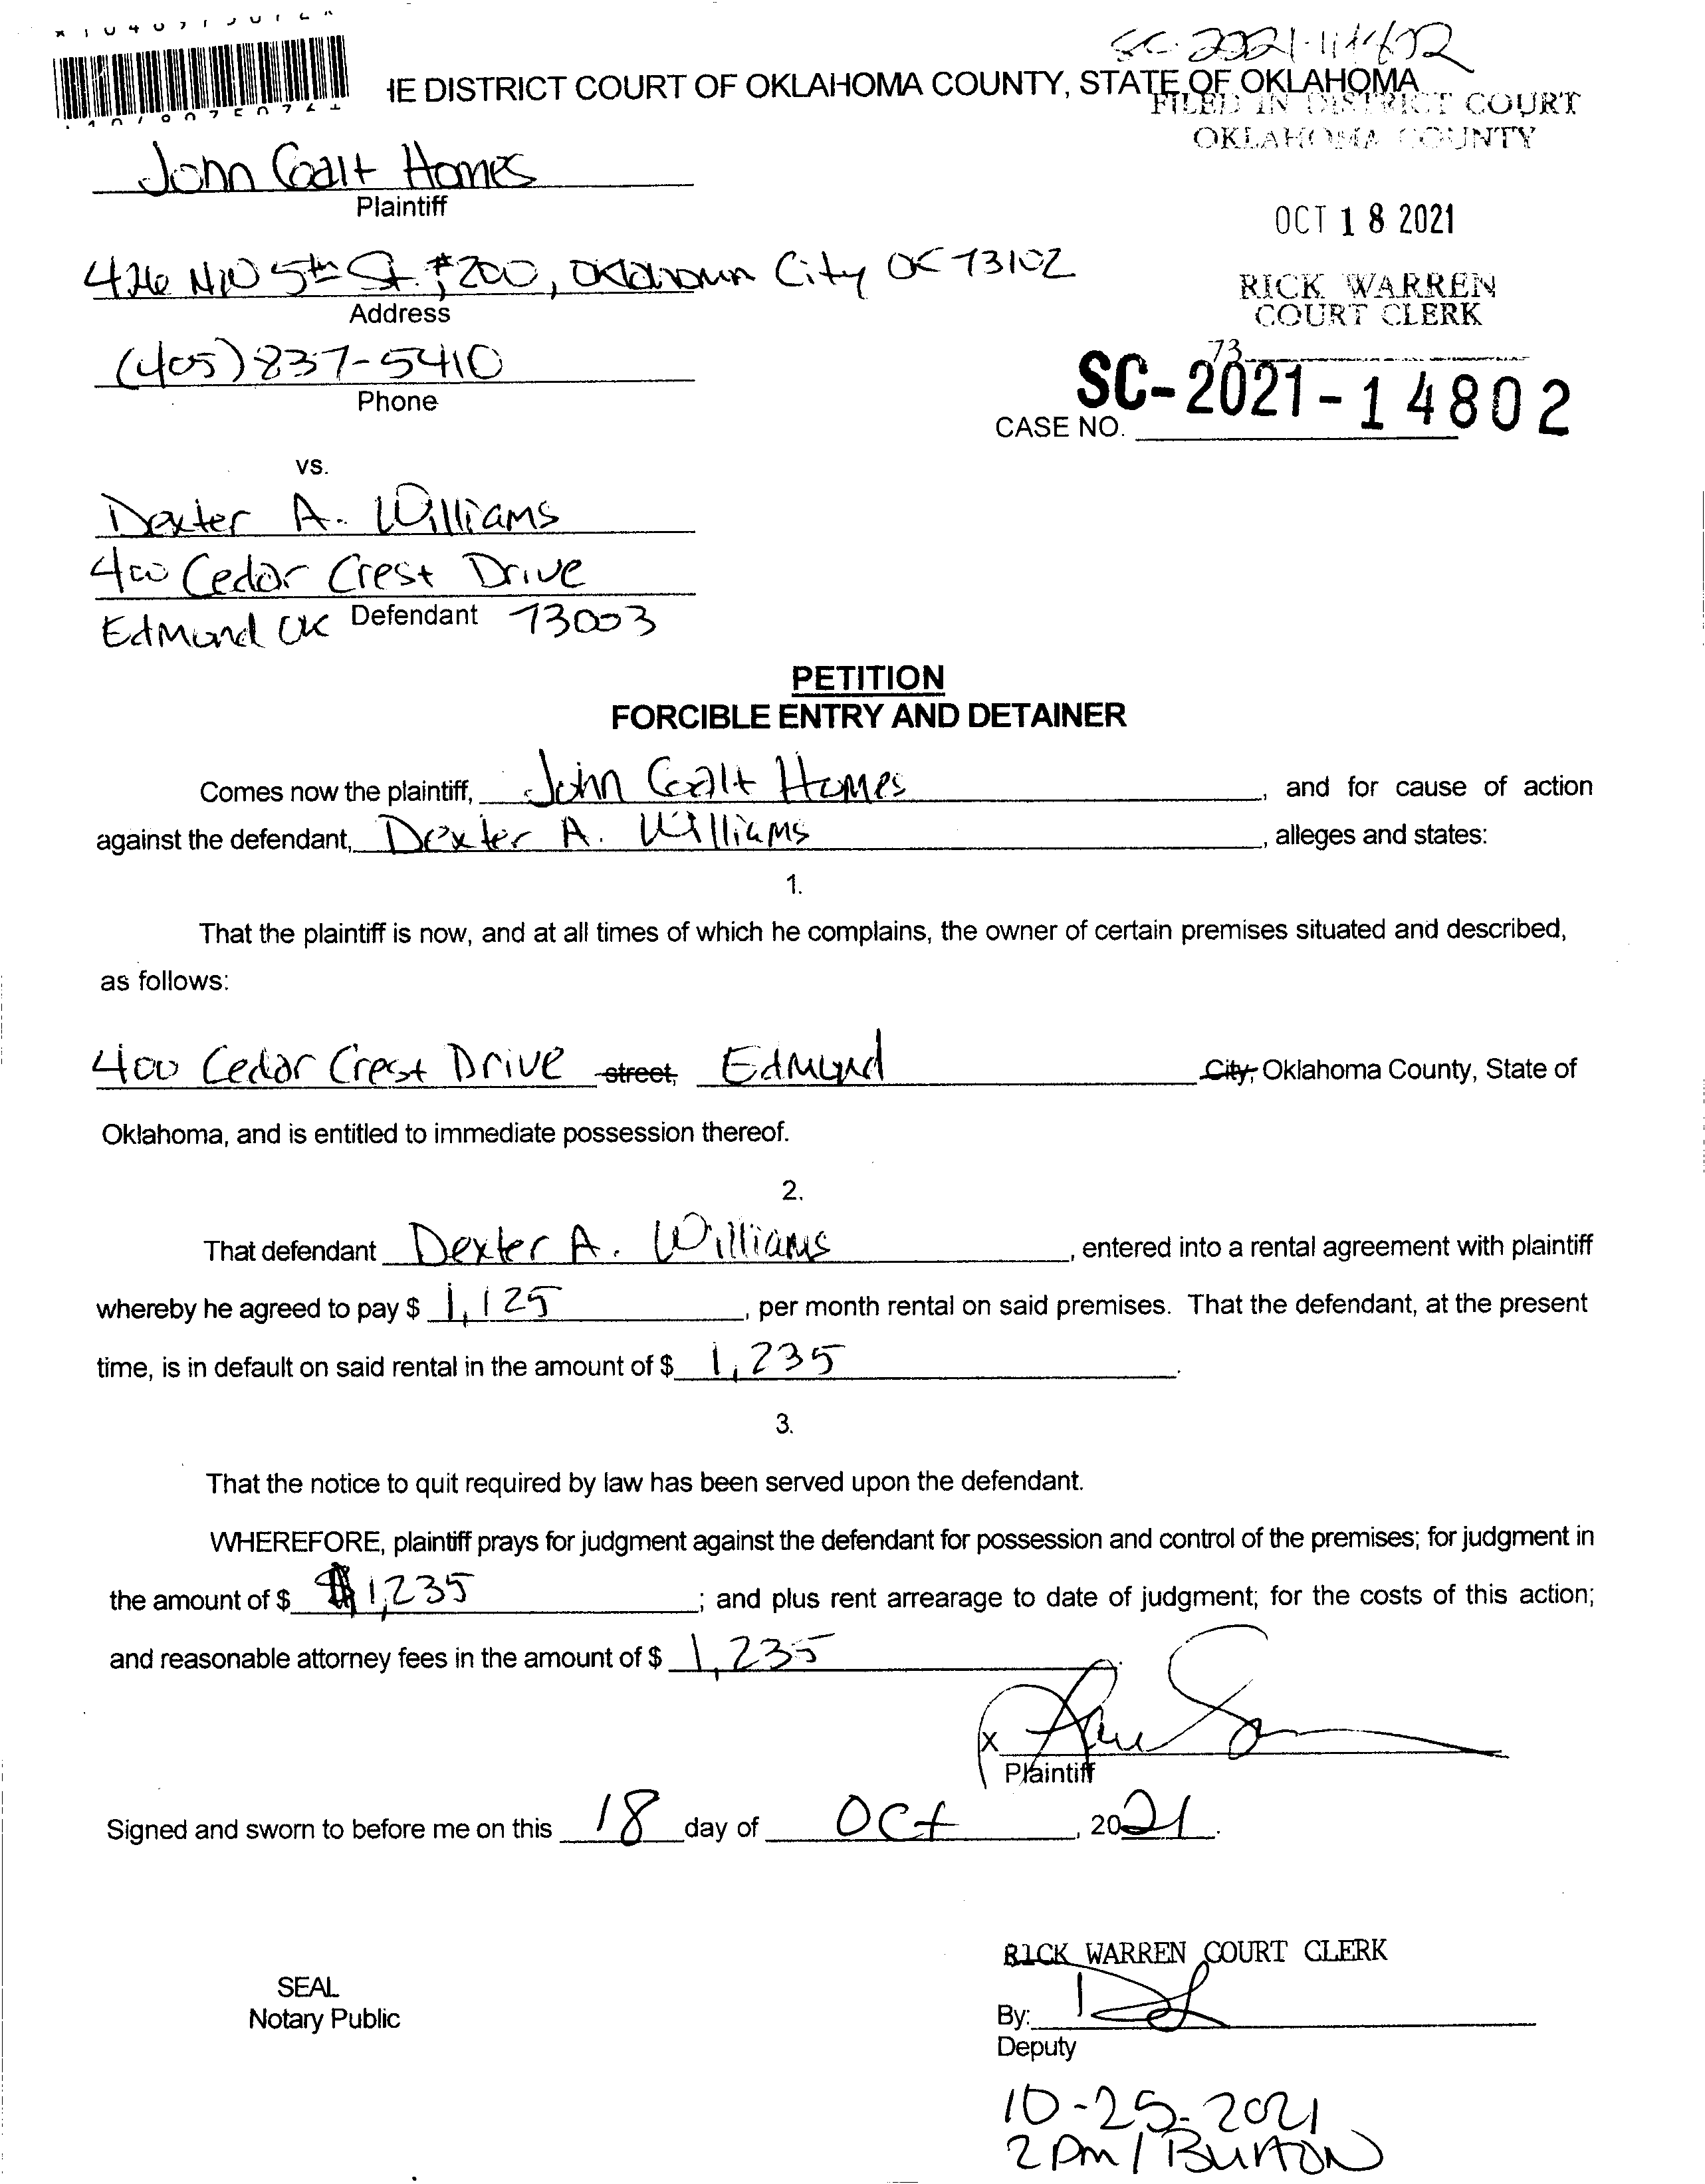 SC-2021-14802
IE DISTRICT COURT OF OKLAHOMA COUNTY, STATE OF OKLAHOMA
FILED IN DISTRICT COURT
OKLAHOMA COUNTY
John Galt Homes
Plaintiff
OCT 18 2021
426 NW 5th St. #200, Oklahoma City OK 73102
Address
RICK WARREN
COURT CLERK
(405) 837-5410
Phone
73
CASE NO. SC-2021-14802
vs.
Dexter A. Williams
400 Cedar Crest Drive
Edmond OK Defendant 73003
PETITION
FORCIBLE ENTRY AND DETAINER
Comes now the plaintiff, John Galt Homes, and for cause of action
against the defendant, Dexter A. Williams, alleges and states:
1.
That the plaintiff is now, and at all times of which he complains, the owner of certain premises situated and described,
as follows:
400 Cedar Crest Drive street, Edmond City, Oklahoma County, State of
Oklahoma, and is entitled to immediate possession thereof.
2.
That defendant Dexter A. Williams, entered into a rental agreement with plaintiff
whereby he agreed to pay $ 1,125, per month rental on said premises. That the defendant, at the present
time, is in default on said rental in the amount of $ 1,235.
3.
That the notice to quit required by law has been served upon the defendant.
WHEREFORE, plaintiff prays for judgment against the defendant for possession and control of the premises; for judgment in
the amount of $ $1,235; and plus rent arrearage to date of judgment; for the costs of this action;
and reasonable attorney fees in the amount of $ 1,235
x
Plaintiff
Signed and sworn to before me on this 18 day of Oct, 2021.
RICK WARREN COURT CLERK
SEAL
Notary Public
By:
Deputy
10-25-2021
2 pm / Burton